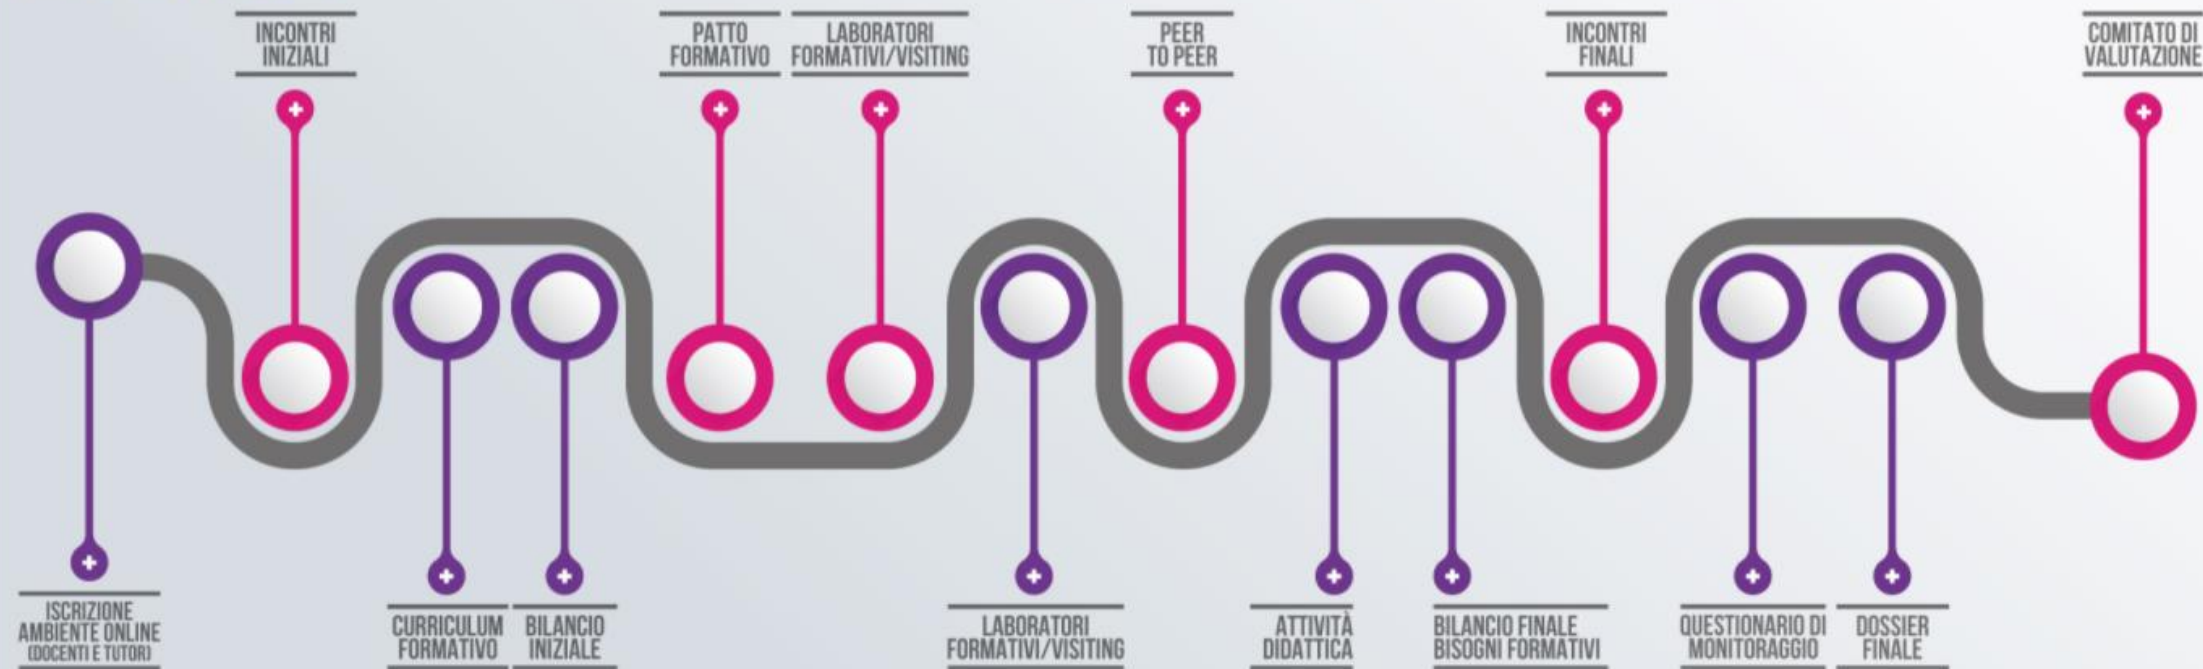 INCONTRI
INIZIALI
PATTO
FORMATIVO
LABORATORI
FORMATIVI/VISITING
PEER
TO PEER
INCONTRI
FINALI
COMITATO DI
VALUTAZIONE
ISCRIZIONE
AMBIENTE ONLINE
(DOCENTI E TUTOR)
CURRICULUM
FORMATIVO
BILANCIO
INIZIALE
LABORATORI
FORMATIVI/VISITING
ATTIVITÀ
DIDATTICA
BILANCIO FINALE
BISOGNI FORMATIVI
QUESTIONARIO DI
MONITORAGGIO
DOSSIER
FINALE